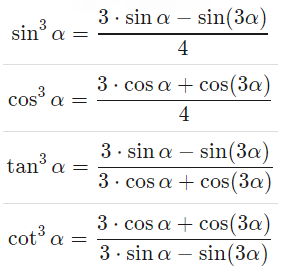 sin³ α = (3 · sin α − sin(3α)) / 4
cos³ α = (3 · cos α + cos(3α)) / 4
tan³ α = (3 · sin α − sin(3α)) / (3 · cos α + cos(3α))
cot³ α = (3 · cos α + cos(3α)) / (3 · sin α − sin(3α))